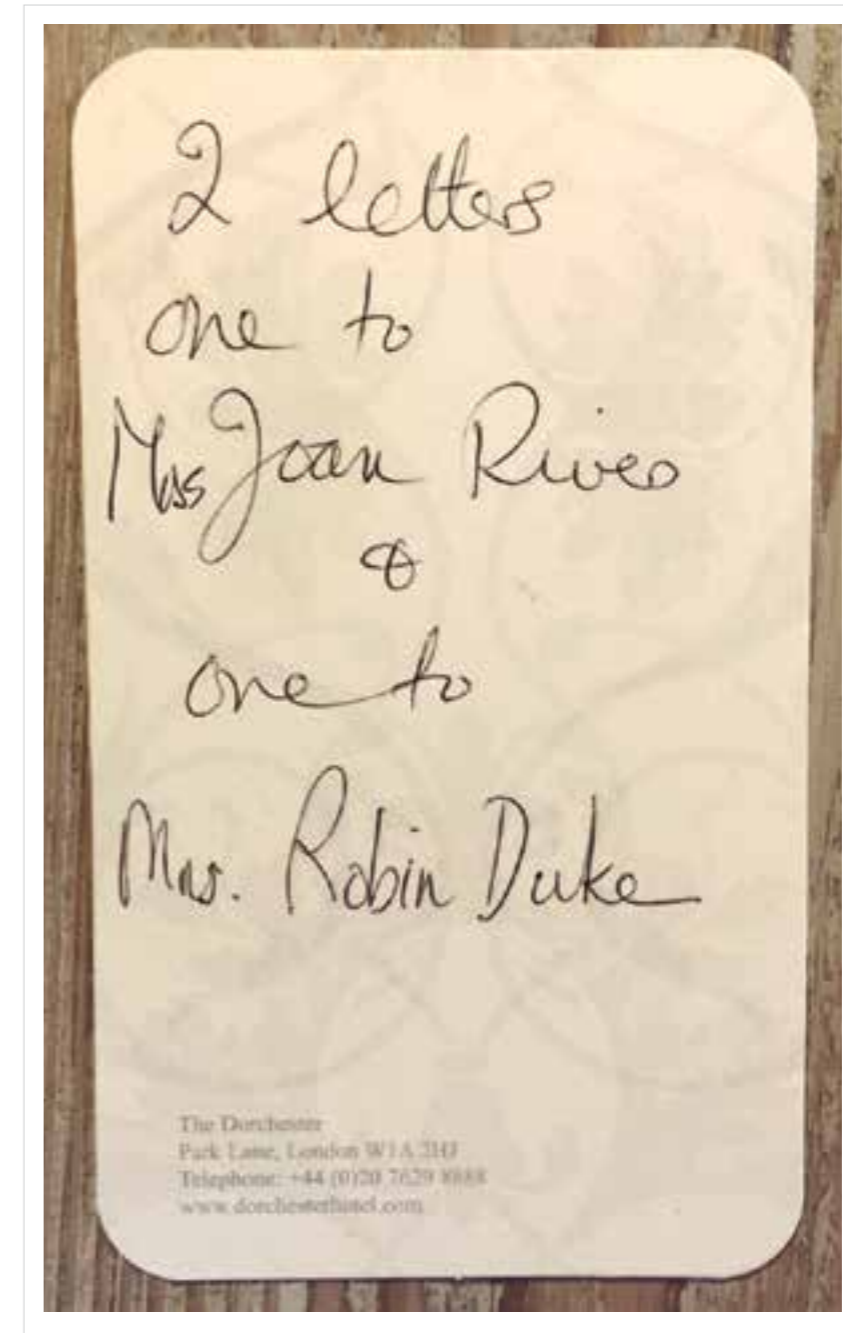 2 letters
one to
Miss Joan Rivers
&
one to
Mrs. Robin Duke
The Dorchester
Park Lane, London W1A 2HJ
Telephone: +44 (0)20 7629 8888
www.dorchesterhotel.com